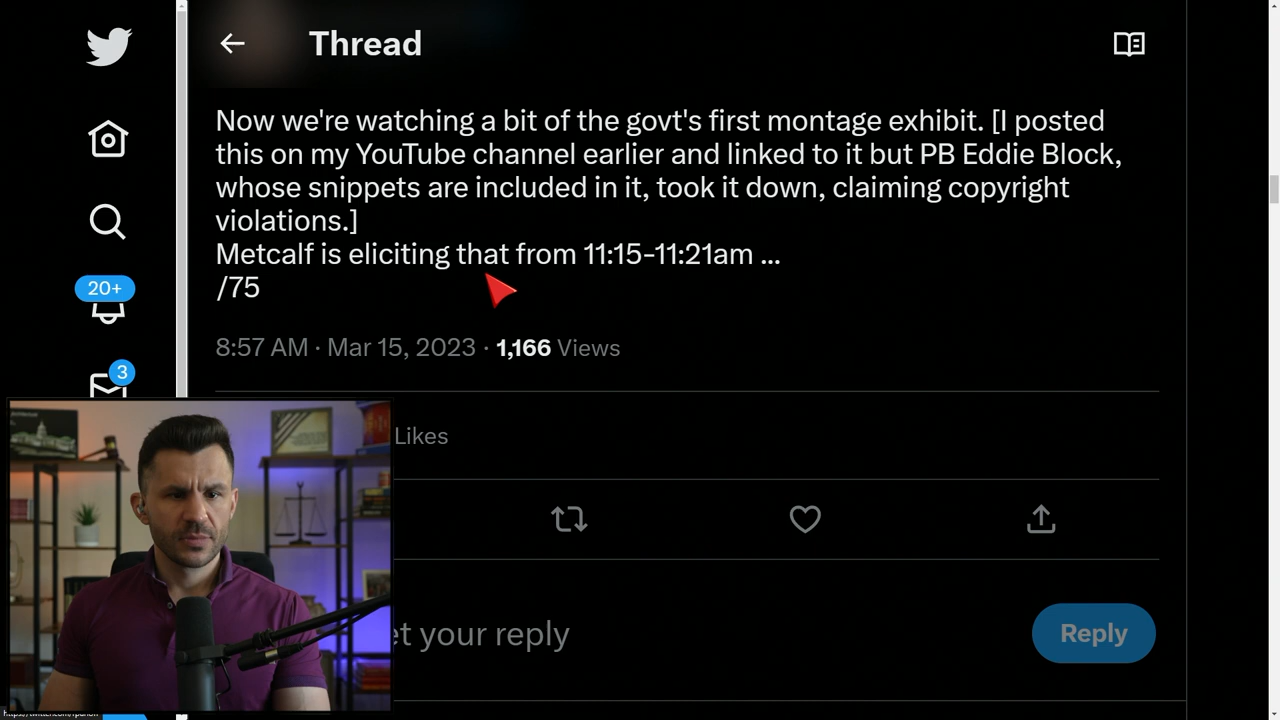 Thread
Now we're watching a bit of the govt's first montage exhibit. [I posted
this on my YouTube channel earlier and linked to it but PB Eddie Block,
whose snippets are included in it, took it down, claiming copyright
violations.]
Metcalf is eliciting that from 11:15-11:21am ...
/75
20+
8:57 AM · Mar 15, 2023 · 1,166 Views
3
Likes
et your reply
Reply